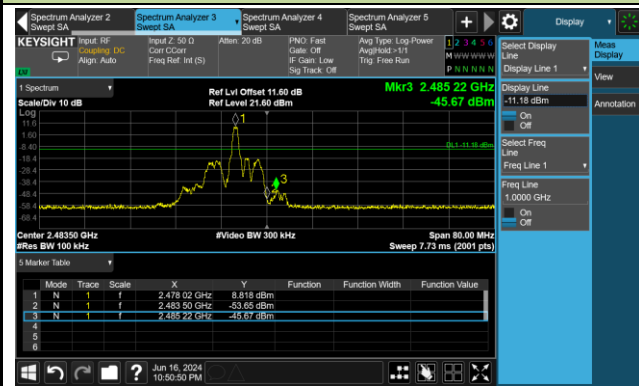 Spectrum Analyzer 2
Swept SA
Spectrum Analyzer 3
Swept SA
Spectrum Analyzer 4
Swept SA
Spectrum Analyzer 5
Swept SA
+
Display
KEYSIGHT
Input: RF
Coupling: DC
Align: Auto
Input Z: 50 Ω
Corr CCorr
Freq Ref: Int (S)
Atten: 20 dB
PNO: Fast
Gate: Off
IF Gain: Low
Sig Track: Off
Avg Type: Log-Power
Avg|Hold:>1/1
Trig: Free Run
1 2 3 4 5 6
M W W W W W
P N N N N N
LXI
1 Spectrum
Scale/Div 10 dB
Ref Lvl Offset 11.60 dB
Ref Level 21.60 dBm
Mkr3 2.485 22 GHz
-45.67 dBm
Log
11.6
1.60
-8.40
-18.4
-28.4
-38.4
-48.4
-58.4
-68.4
1
3
DL1 -11.18 dBm
Center 2.48350 GHz
#Res BW 100 kHz
#Video BW 300 kHz
Span 80.00 MHz
Sweep 7.73 ms (2001 pts)
5 Marker Table
Mode Trace Scale X Y Function Function Width Function Value
1 N 1 f 2.478 02 GHz 8.818 dBm
2 N 1 f 2.483 50 GHz -53.65 dBm
3 N 1 f 2.485 22 GHz -45.67 dBm
4
5
6
?
Jun 16, 2024
10:50:50 PM
Select Display
Line
Display Line 1
Display Line
-11.18 dBm
On
Off
Select Freq
Line
Freq Line 1
Freq Line
1.0000 GHz
On
Off
Meas
Display
View
Annotation